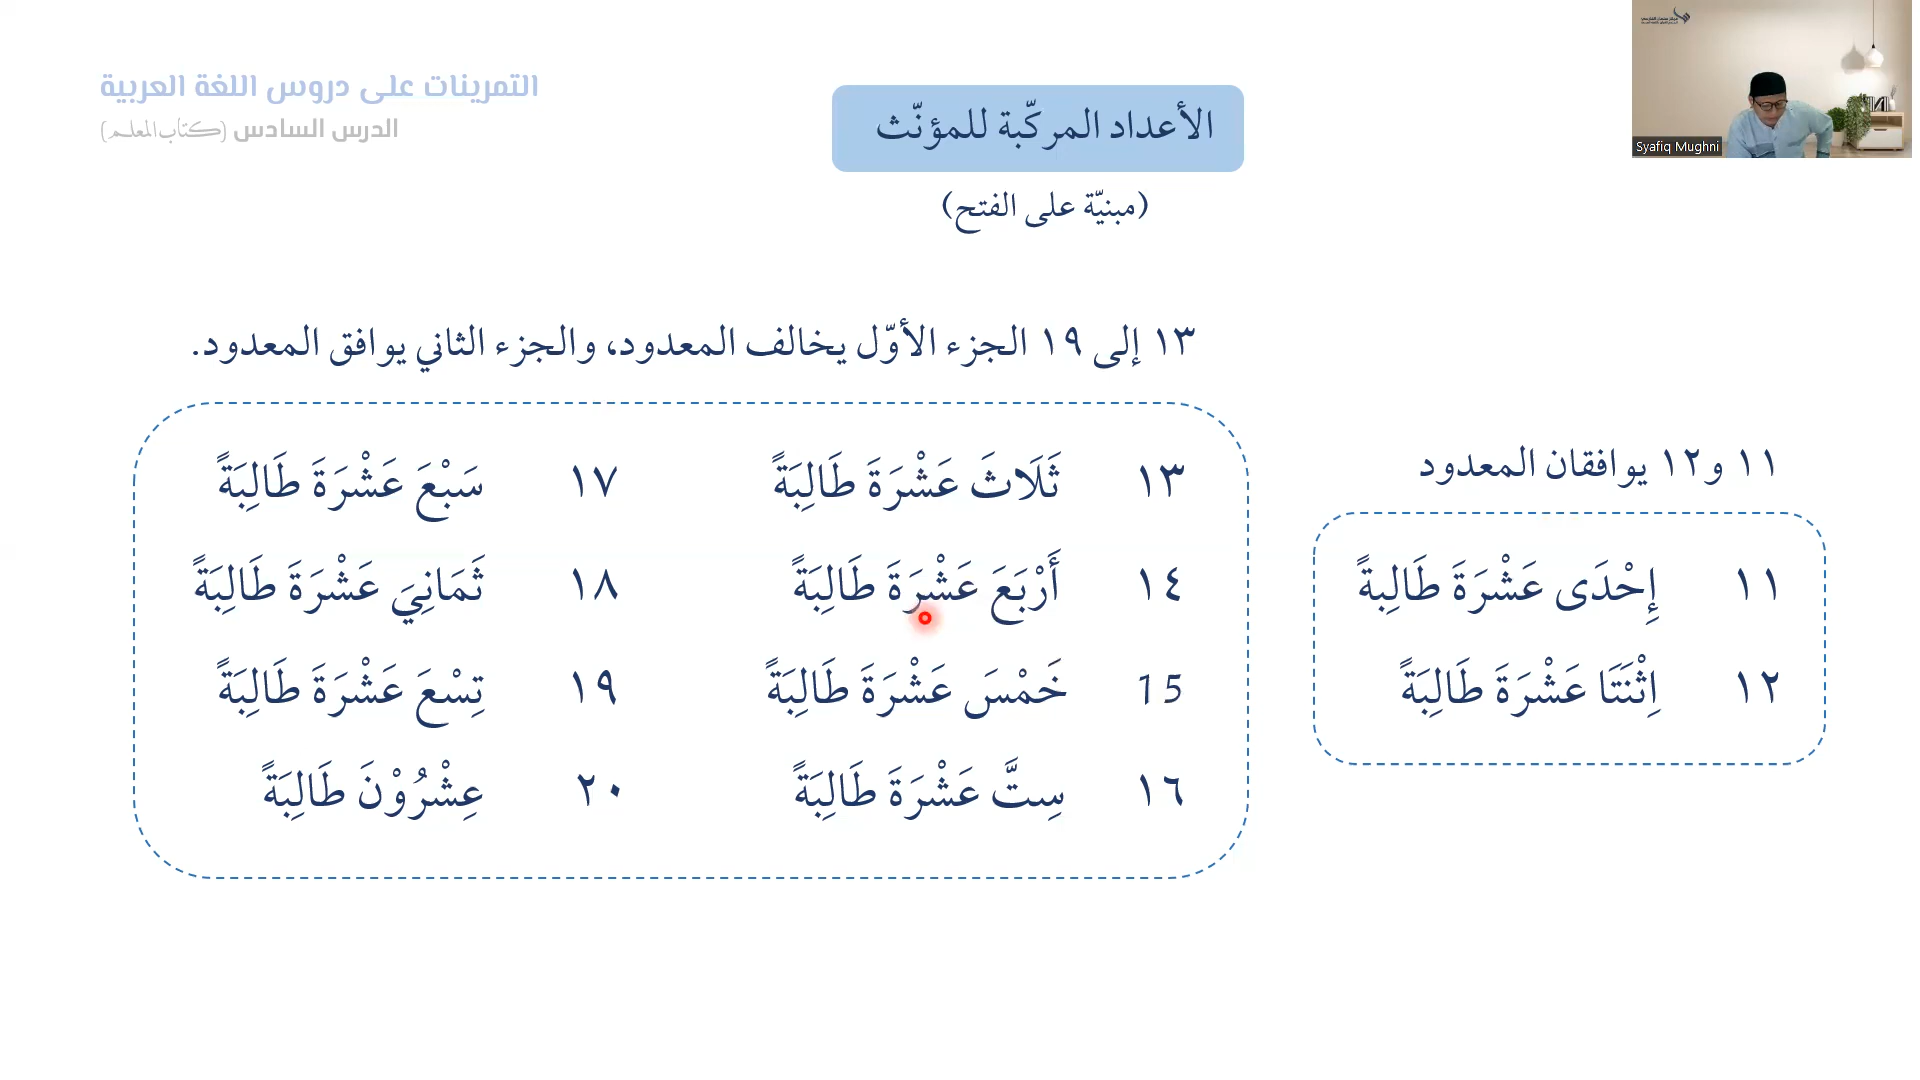 التمرينات على دروس اللغة العربية
الدرس السادس (كتاب المعلم)
الأعداد المركّبة للمؤنّث
(مبنيّة على الفتح)
Syafiq Mughni
١٣ إلى ١٩ الجزء الأوّل يخالف المعدود، والجزء الثاني يوافق المعدود.
١١ و١٢ يوافقان المعدود
١١ إِحْدَى عَشْرَةَ طَالِبةً
١٢ اِثْنَتَا عَشْرَةَ طَالِبَةً
١٣ ثَلَاثَ عَشْرَةَ طَالِبَةً
١٤ أَرْبَعَ عَشْرَةَ طَالِبَةً
15 خَمْسَ عَشْرَةَ طَالِبَةً
١٦ سِتَّ عَشْرَةَ طَالِبَةً
١٧ سَبْعَ عَشْرَةَ طَالِبَةً
١٨ ثَمَانِيَ عَشْرَةَ طَالِبَةً
١٩ تِسْعَ عَشْرَةَ طَالِبَةً
٢٠ عِشْرُوْنَ طَالِبَةً